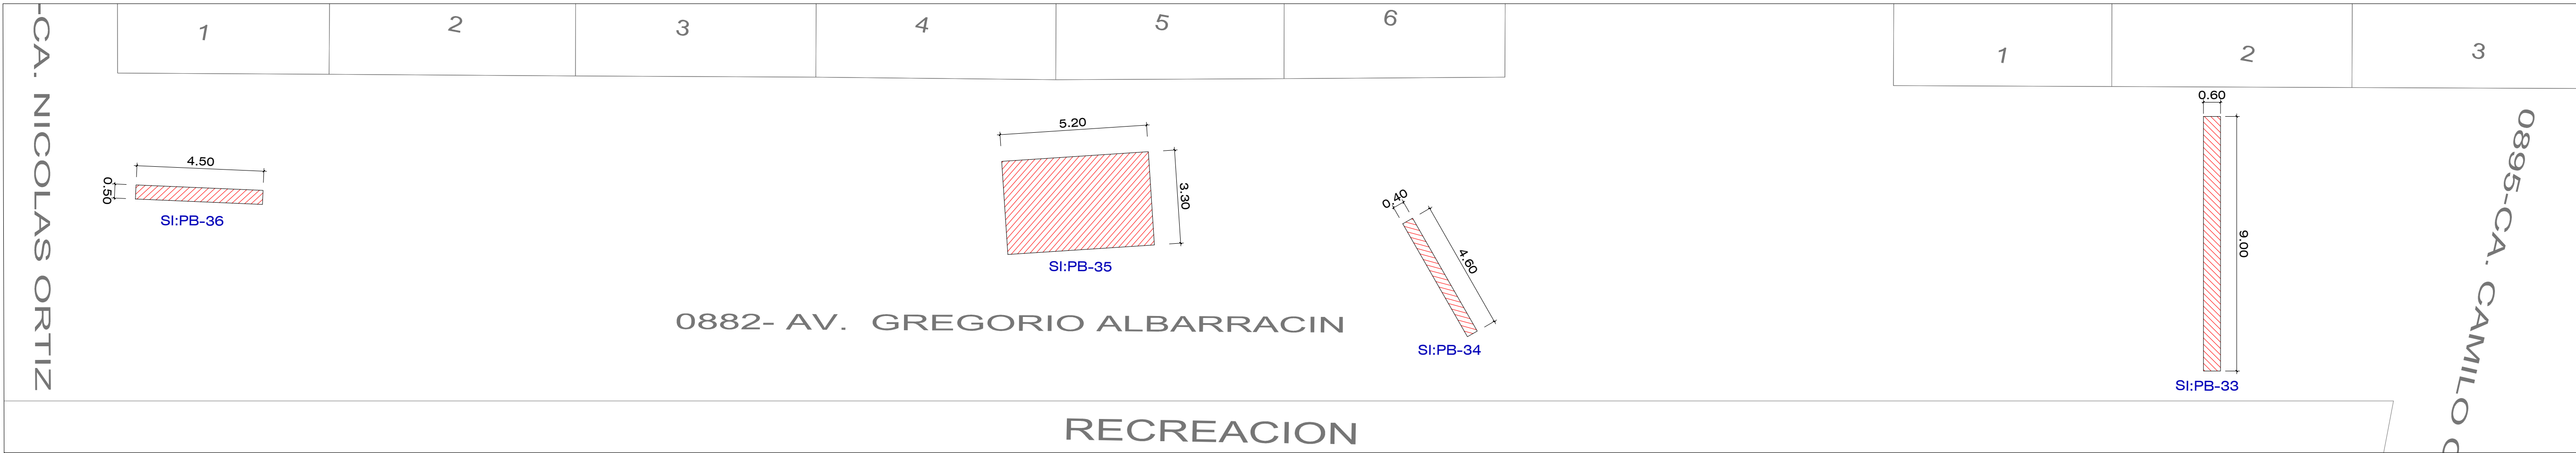 1
2
3
4
5
6
1
2
3
-CA. NICOLAS ORTIZ
4.50
0.50
SI:PB-36
5.20
3.30
SI:PB-35
0.40
4.60
SI:PB-34
0.60
9.00
SI:PB-33
0895-CA. CAMILO
0882- AV. GREGORIO ALBARRACIN
RECREACION